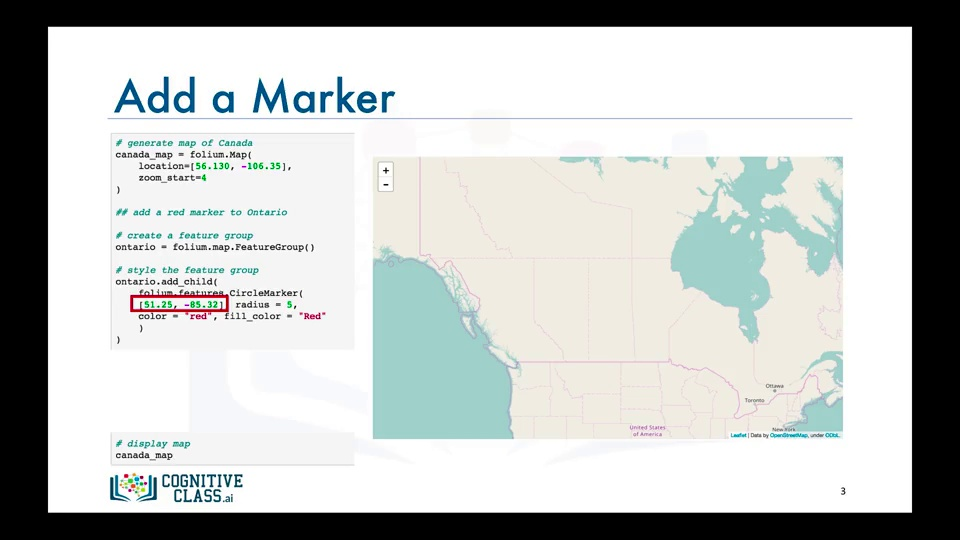 Add a Marker
# generate map of Canada
canada_map = folium.Map(
location=[56.130, -106.35],
zoom_start=4
)
## add a red marker to Ontario
# create a feature group
ontario = folium.map.FeatureGroup()
# style the feature group
ontario.add_child(
folium.features.CircleMarker(
[51.25, -85.32] radius = 5,
color = "red", fill_color = "Red"
)
)
# display map
canada_map
+
-
Ottawa
Toronto
United States
of America
New York
Leaflet | Data by OpenStreetMap, under ODbL.
COGNITIVE
CLASS.ai
3